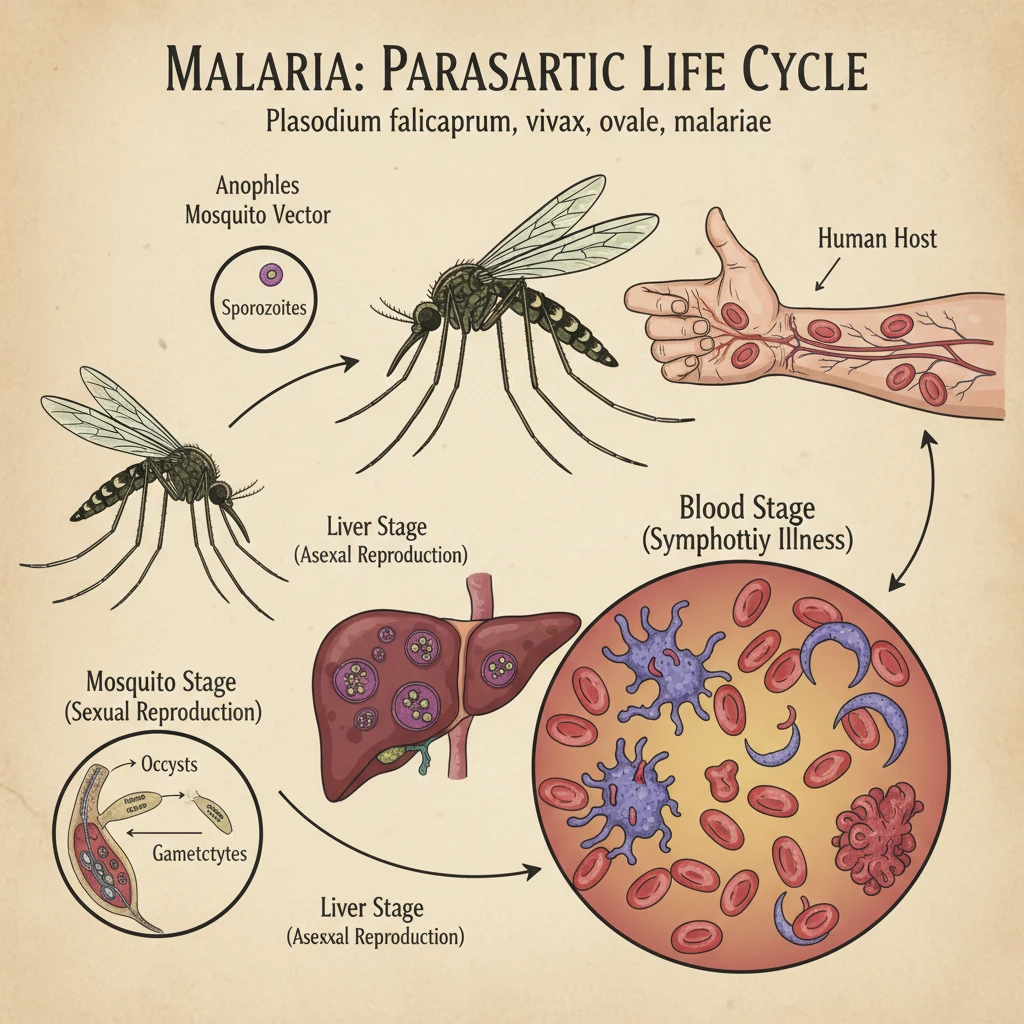 MALARIA: PARASARTIC LIFE CYCLE
Plasodium falicaprum, vivax, ovale, malariae
Anophles
Mosquito Vector
Sporozoites
Human Host
Liver Stage
(Asexal Reproduction)
Blood Stage
(Symphottiy Illness)
Mosquito Stage
(Sexual Reproduction)
Occysts
Gametctytes
Liver Stage
(Asexxal Reproduction)